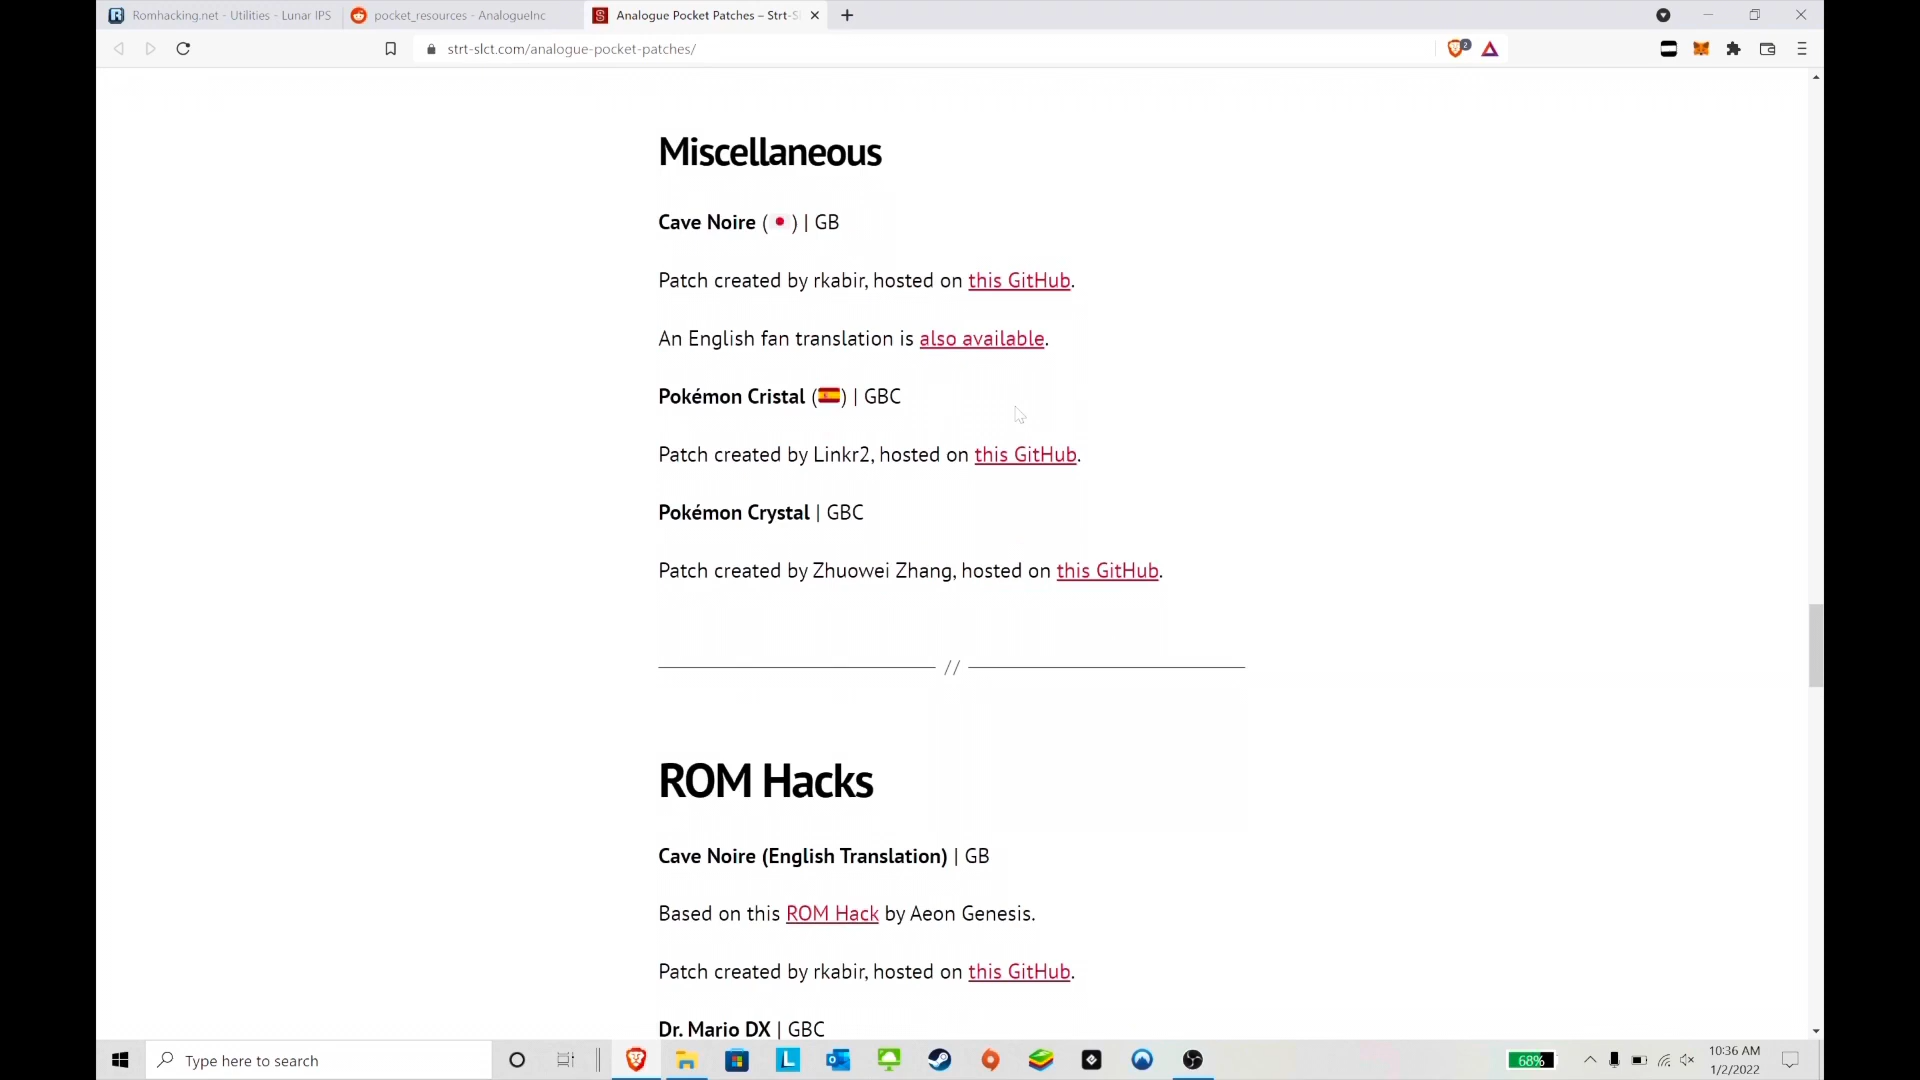 Romhacking.net - Utilities - Lunar IPS
pocket_resources - AnalogueInc
Analogue Pocket Patches – Strt-S
strt-slct.com/analogue-pocket-patches/
2
Miscellaneous
Cave Noire (🇯🇵) | GB
Patch created by rkabir, hosted on this GitHub.
An English fan translation is also available.
Pokémon Cristal (🇪🇸) | GBC
Patch created by Linkr2, hosted on this GitHub.
Pokémon Crystal | GBC
Patch created by Zhuowei Zhang, hosted on this GitHub.
//
ROM Hacks
Cave Noire (English Translation) | GB
Based on this ROM Hack by Aeon Genesis.
Patch created by rkabir, hosted on this GitHub.
Dr. Mario DX | GBC
Type here to search
L
68%
10:36 AM
1/2/2022